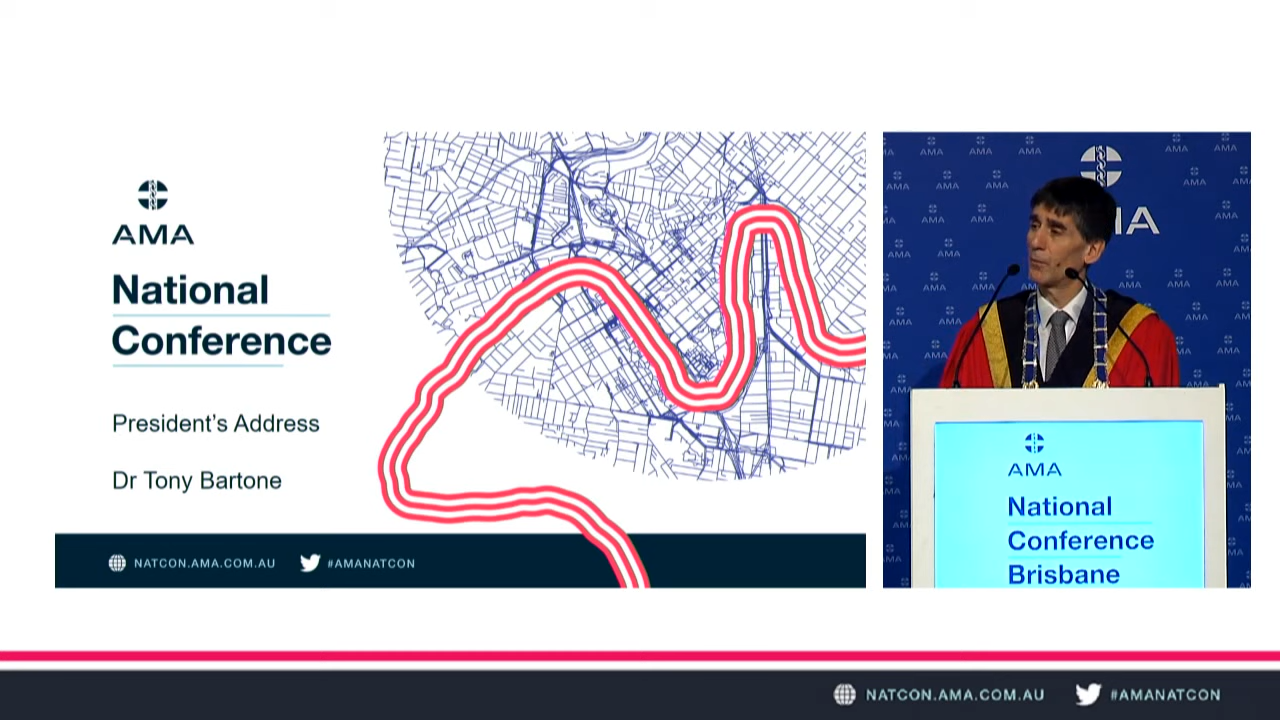 AMA
National
Conference
President's Address
Dr Tony Bartone
NATCON.AMA.COM.AU
#AMANATCON
AMA
National
Conference
Brisbane
NATCON.AMA.COM.AU
#AMANATCON